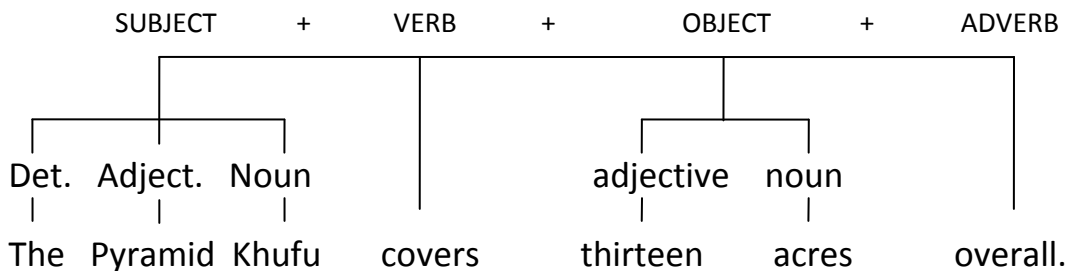 SUBJECT + VERB + OBJECT + ADVERB
Det. Adject. Noun adjective noun
The Pyramid Khufu covers thirteen acres overall.